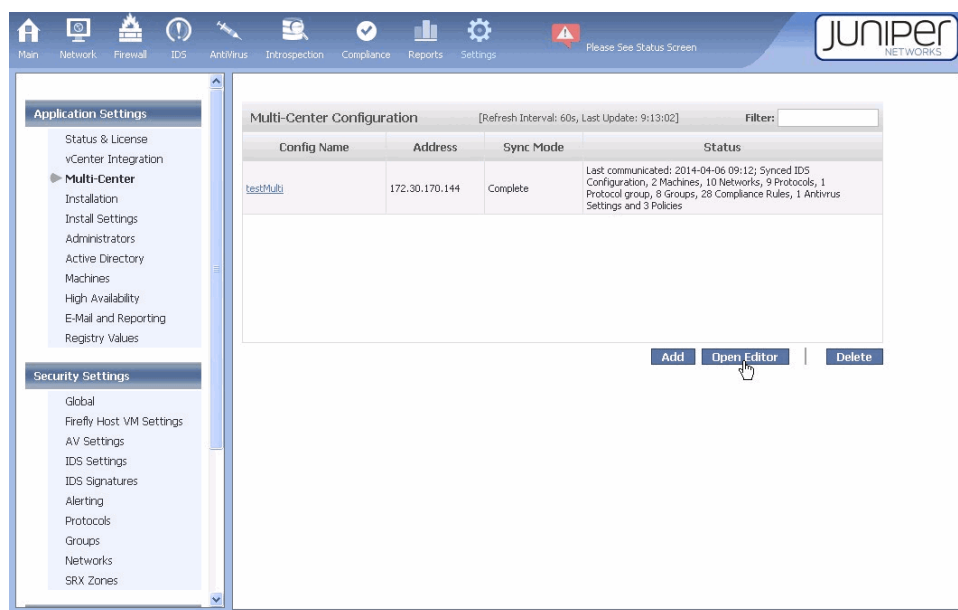 Main Network Firewall IDS AntiVirus Introspection Compliance Reports Settings Please See Status Screen
JUNIPER
NETWORKS
Application Settings
Status & License
vCenter Integration
Multi-Center
Installation
Install Settings
Administrators
Active Directory
Machines
High Availability
E-Mail and Reporting
Registry Values
Security Settings
Global
Firefly Host VM Settings
AV Settings
IDS Settings
IDS Signatures
Alerting
Protocols
Groups
Networks
SRX Zones
Multi-Center Configuration [Refresh Interval: 60s, Last Update: 9:13:02] Filter:
Config Name Address Sync Mode Status
testMulti 172.30.170.144 Complete
Last communicated: 2014-04-06 09:12; Synced IDS
Configuration, 2 Machines, 10 Networks, 9 Protocols, 1
Protocol group, 8 Groups, 28 Compliance Rules, 1 Antivrus
Settings and 3 Policies
Add Open Editor Delete